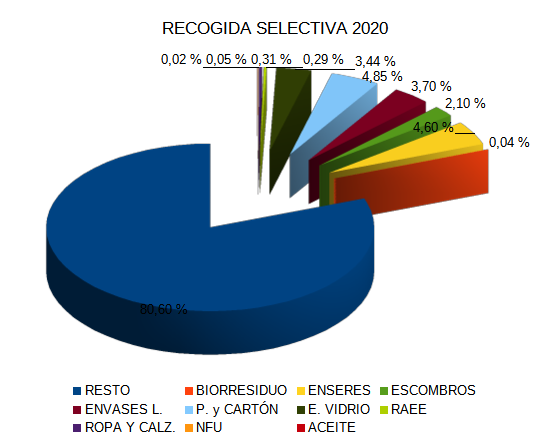 RECOGIDA SELECTIVA 2020
0,02 % 0,05 % 0,31 % 0,29 % 3,44 %
4,85 %
3,70 %
2,10 %
4,60 %
0,04 %
80,60 %
RESTO BIORRESIDUO ENSERES ESCOMBROS
ENVASES L. P. y CARTÓN E. VIDRIO RAEE
ROPA Y CALZ. NFU ACEITE